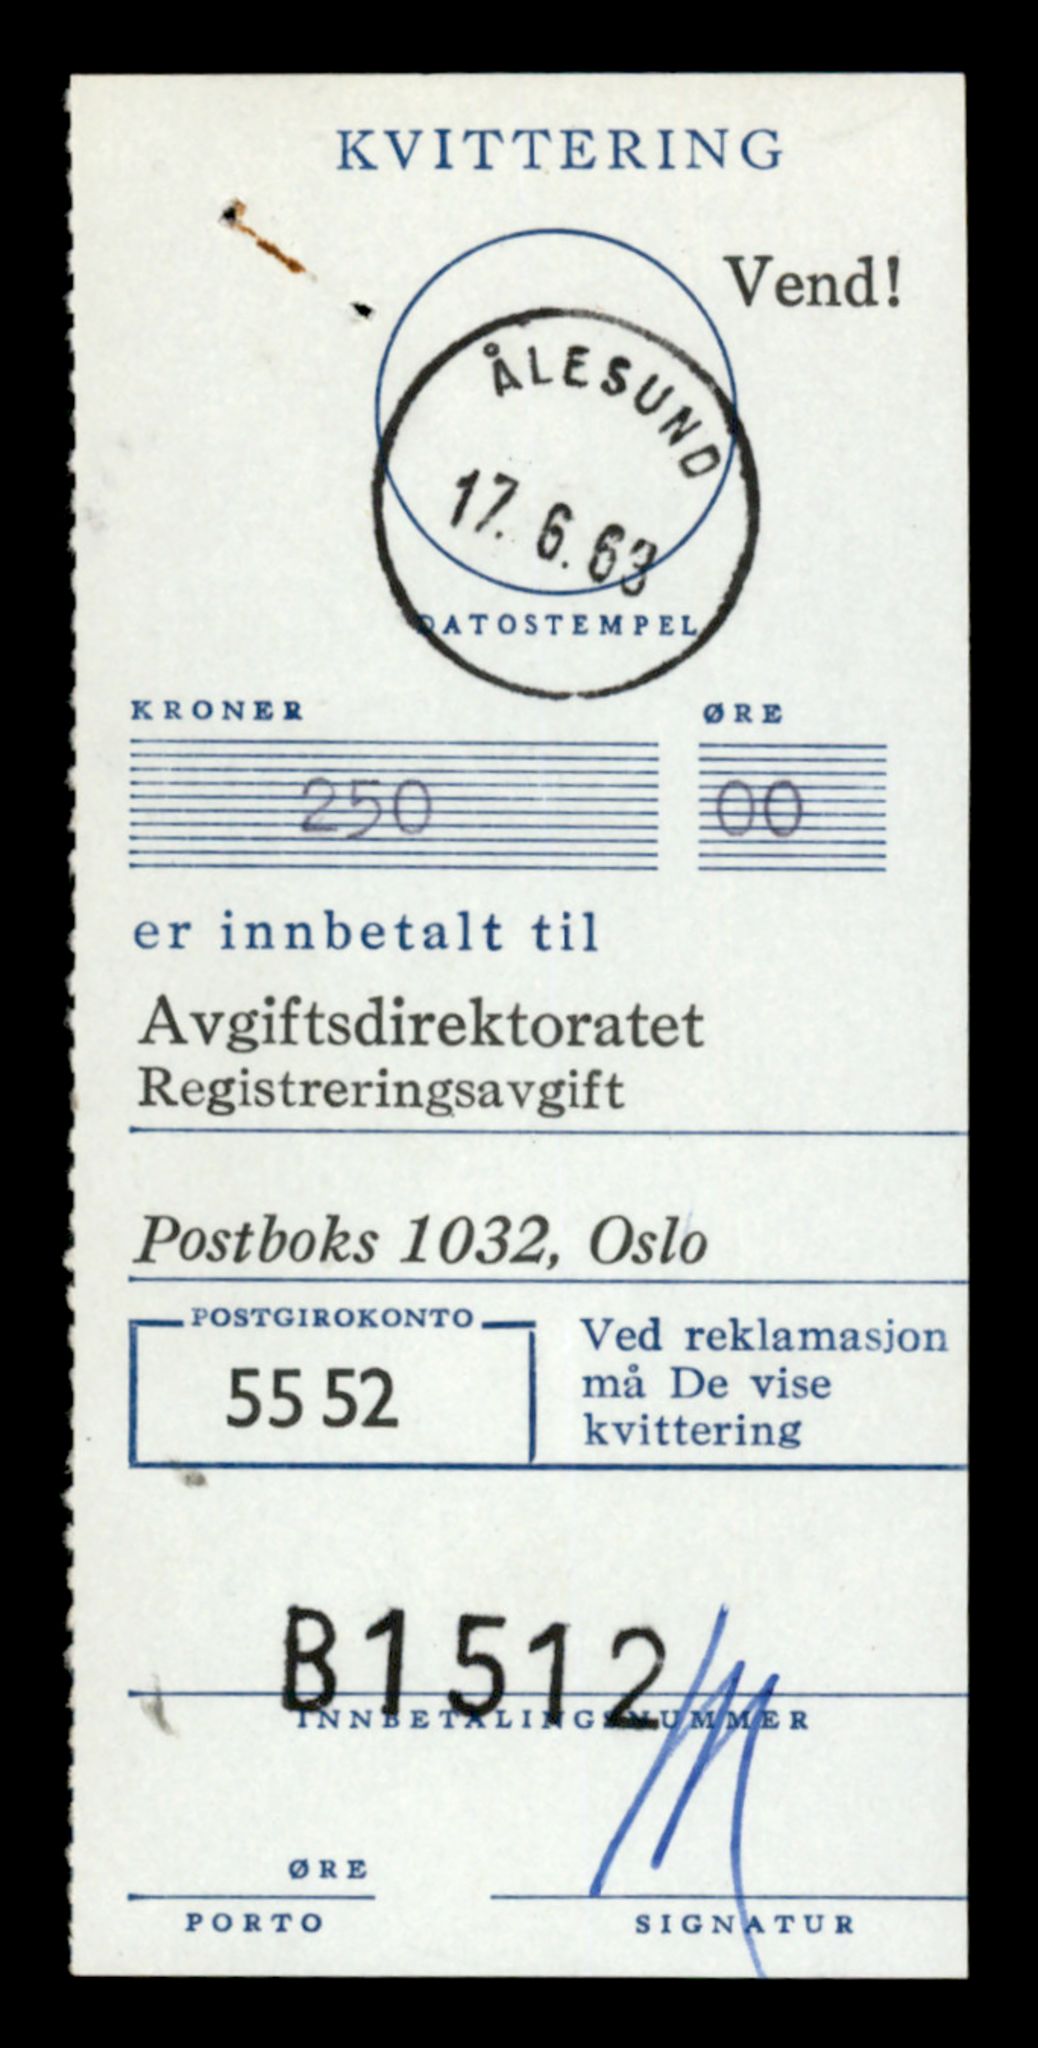 KVITTERING
Vend!
ÅLESUND
17. 6. 63
DATOSTEMPEL
KRONER ØRE
250 00
er innbetalt til
Avgiftsdirektoratet
Registreringsavgift
Postboks 1032, Oslo
POSTGIROKONTO
55 52
Ved reklamasjon
må De vise
kvittering
B1512
INNBETALINGSNUMMER
ØRE
PORTO SIGNATUR